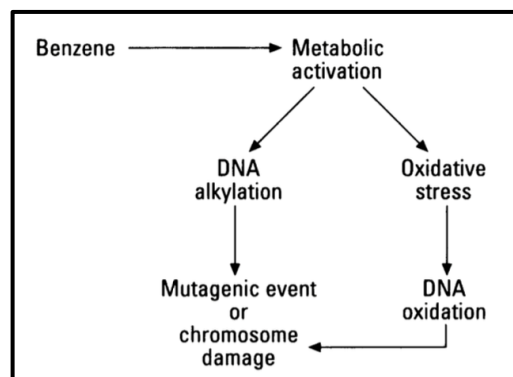 Benzene
Metabolic
activation
DNA
alkylation
Oxidative
stress
Mutagenic event
or
chromosome
damage
DNA
oxidation